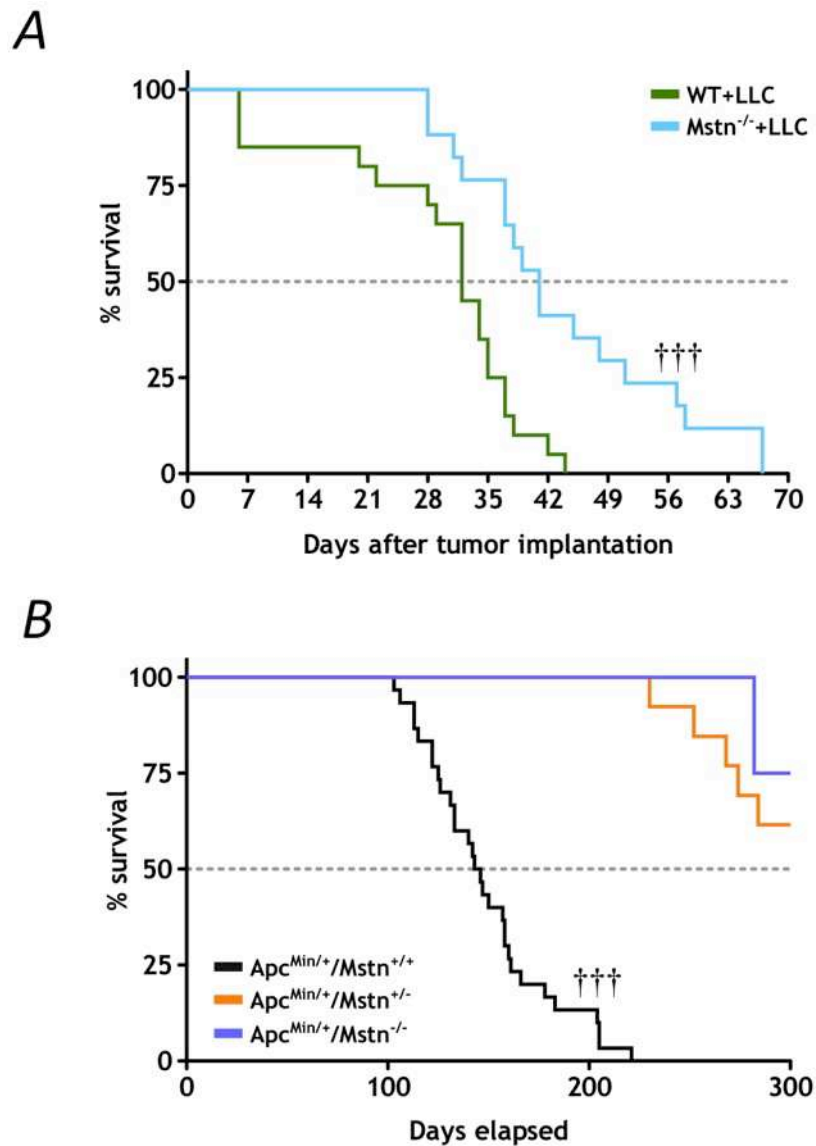 A
100
75
50
25
0
% survival
WT+LLC
Mstn-/-+LLC
†††
0 7 14 21 28 35 42 49 56 63 70
Days after tumor implantation
B
100
75
50
25
0
% survival
ApcMin/+/Mstn+/+
ApcMin/+/Mstn+/-
ApcMin/+/Mstn-/-
†††
0 100 200 300
Days elapsed